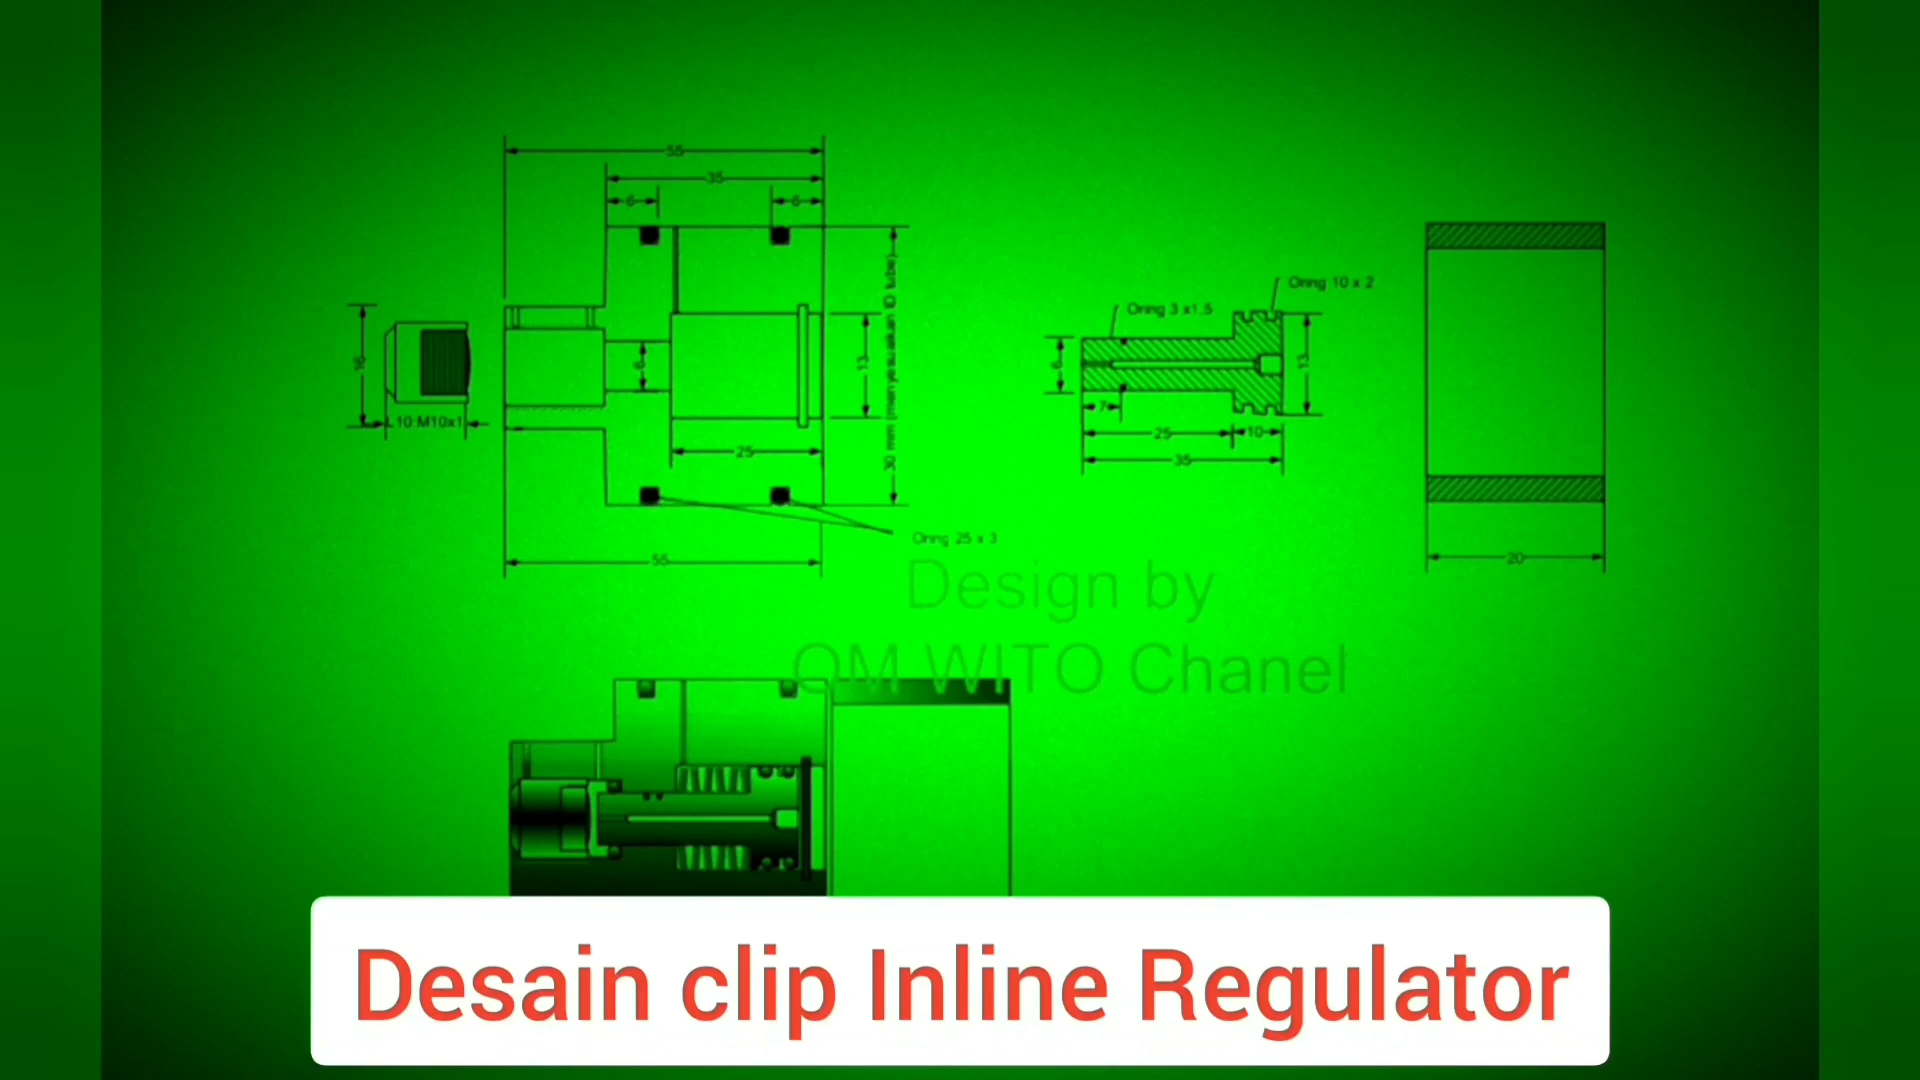 55
35
6
6
Oring 10 x 2
Oring 3 x1.5
16
6
13
30 mm (menyesuaikan ID tube)
6
13
L10 M10x1
7
25
10
25
35
Oring 25 x 3
55
20
Design by
OM WITO Chanel
Desain clip Inline Regulator